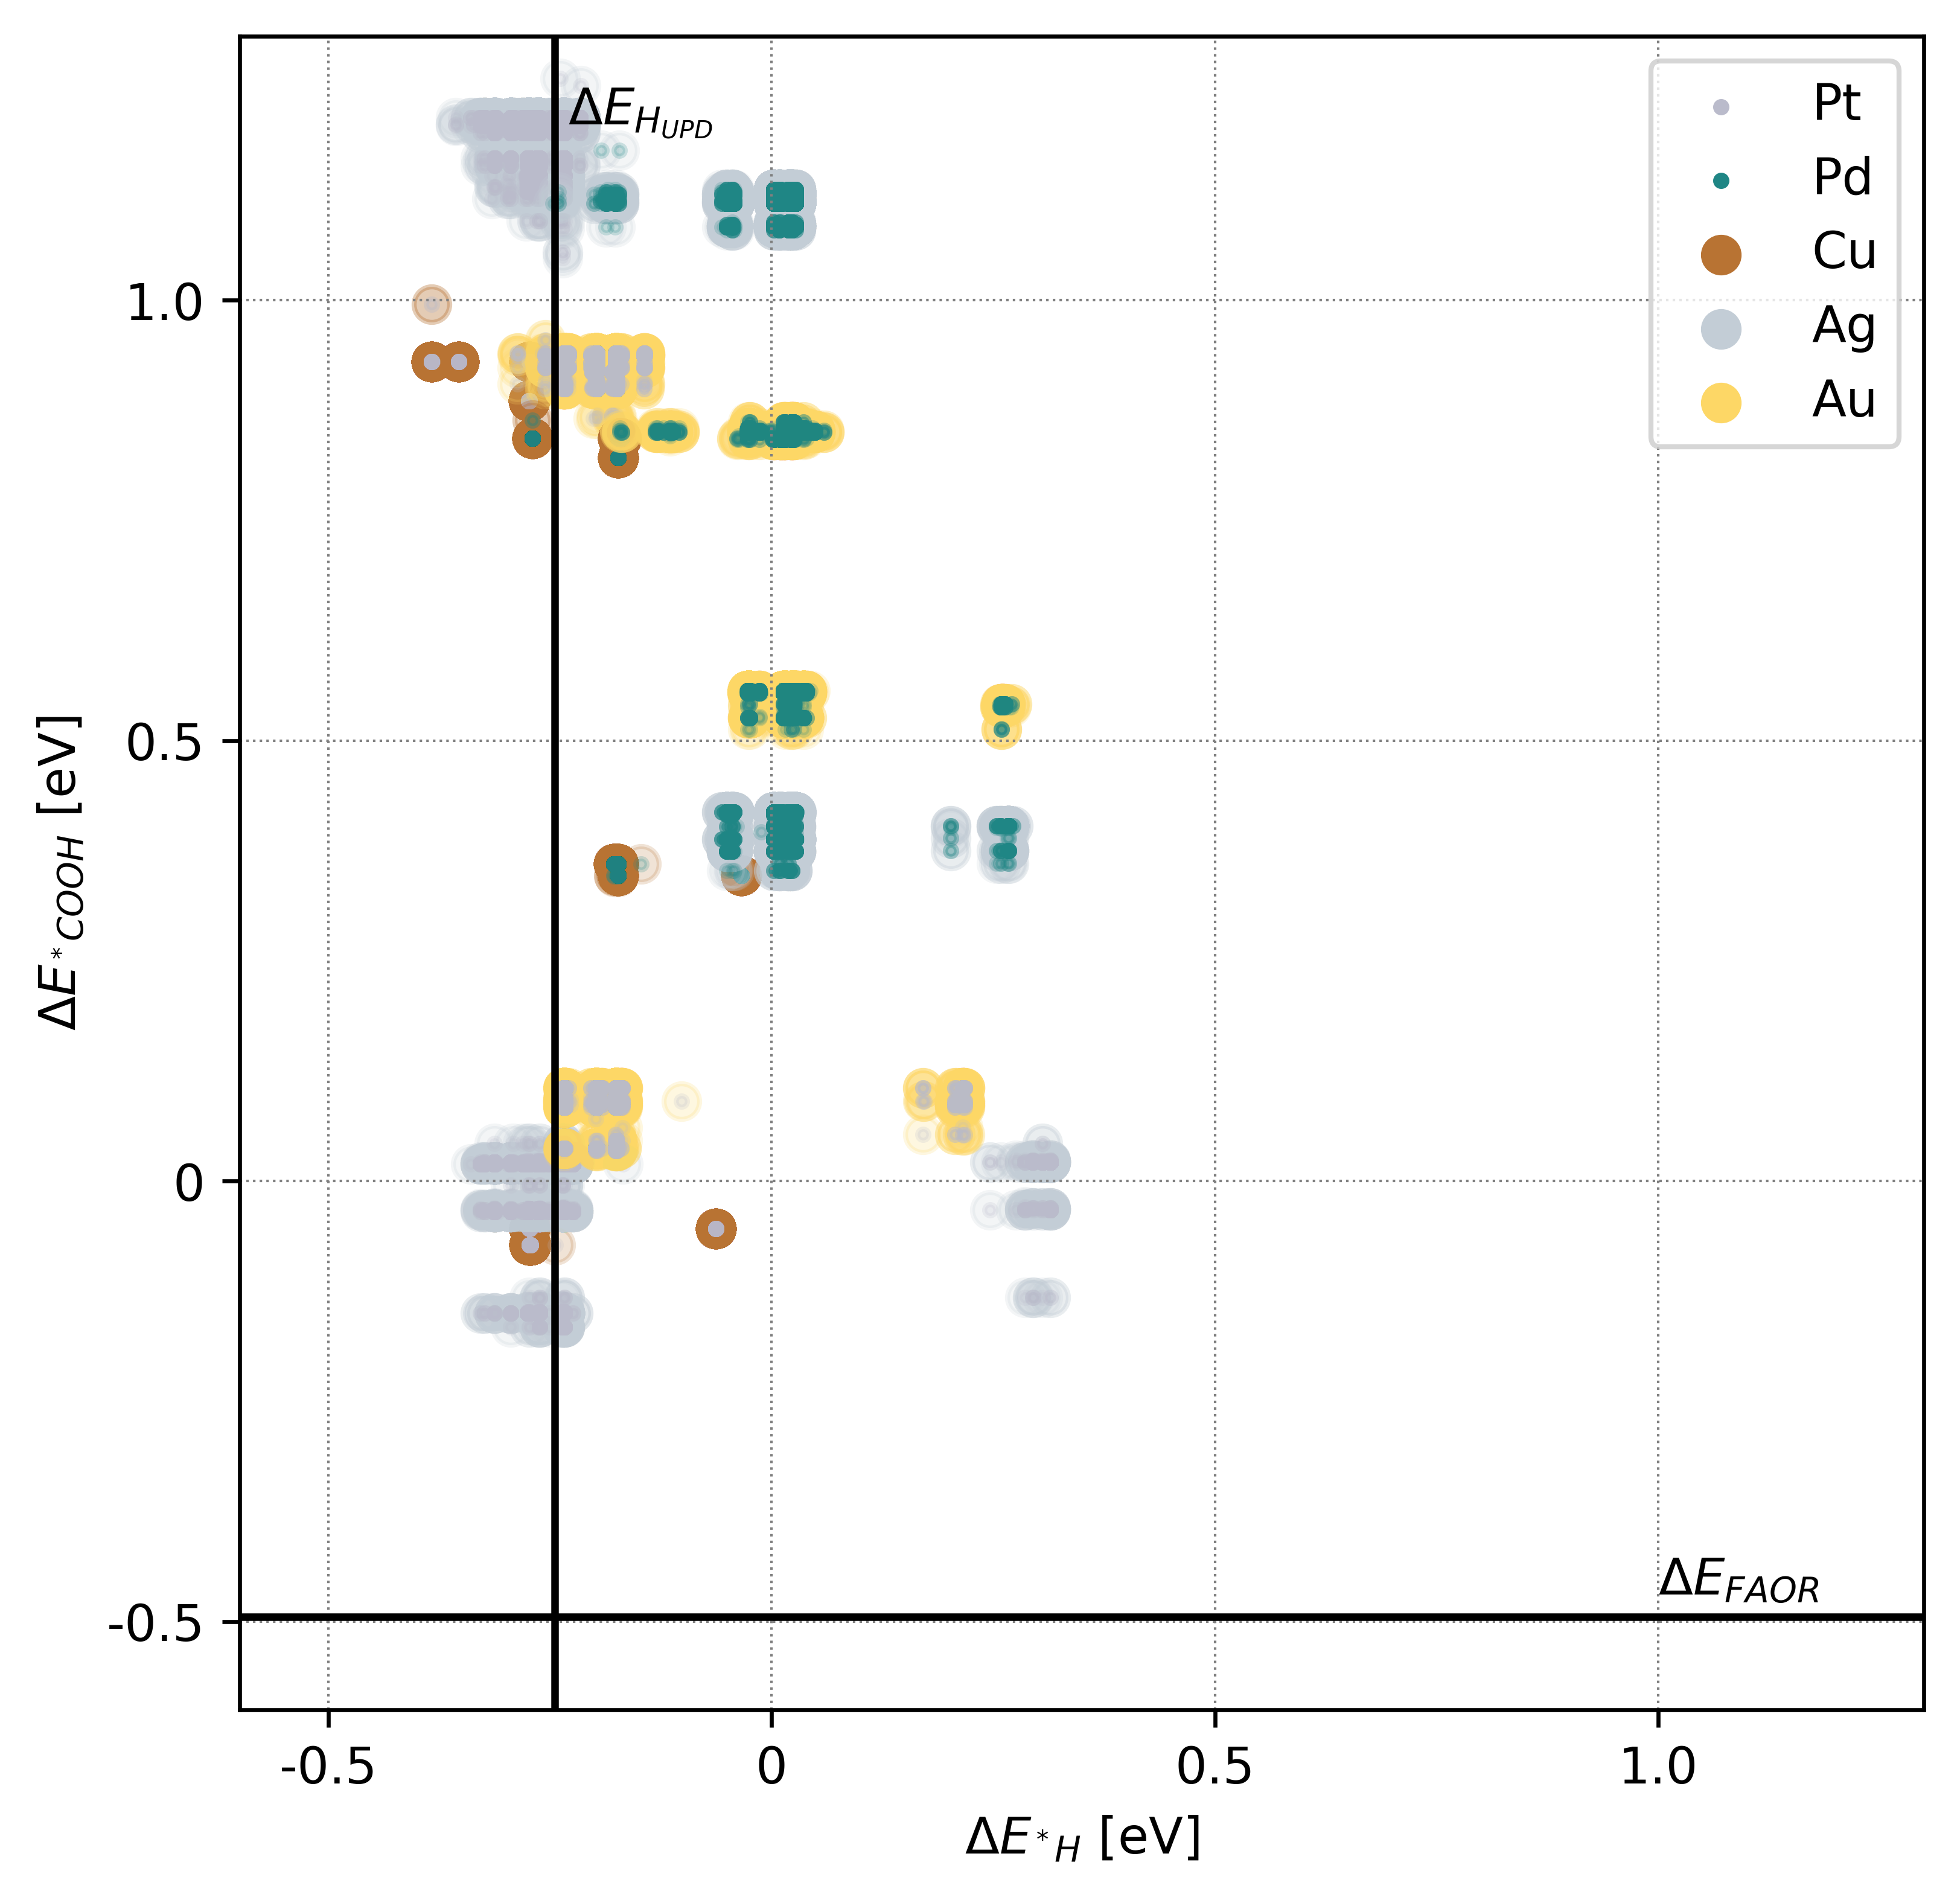 ΔE_{H_{UPD}}
Pt
Pd
Cu
Ag
Au
1.0
0.5
0
-0.5
ΔE_{*COOH} [eV]
ΔE_{FAOR}
-0.5
0
0.5
1.0
ΔE_{*H} [eV]